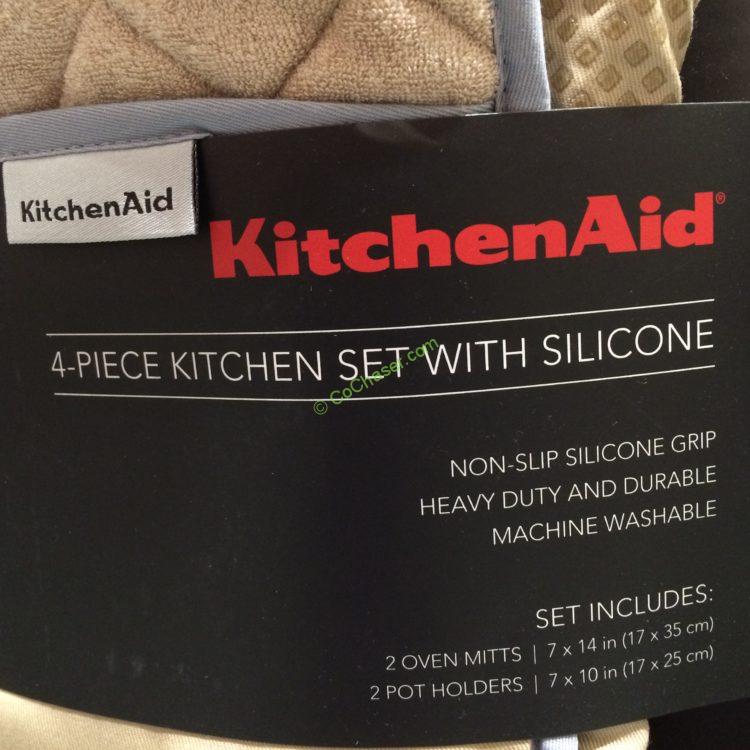 KitchenAid
KitchenAid®
4-PIECE KITCHEN SET WITH SILICONE
© CoChaser.com
NON-SLIP SILICONE GRIP
HEAVY DUTY AND DURABLE
MACHINE WASHABLE
SET INCLUDES:
2 OVEN MITTS | 7 x 14 in (17 x 35 cm)
2 POT HOLDERS | 7 x 10 in (17 x 25 cm)